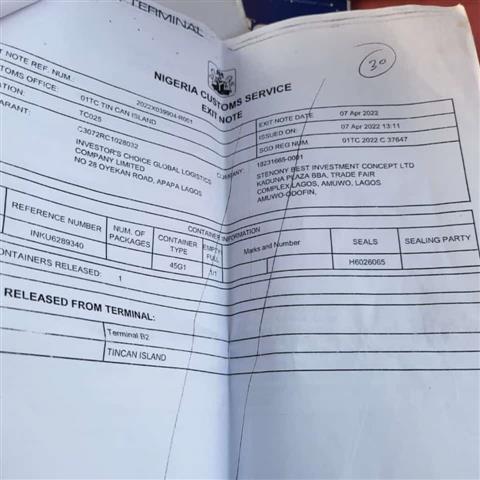 TERMINAL
30
NIGERIA CUSTOMS SERVICE
EXIT NOTE
EXIT NOTE REF. NUM.: 2022X039904-R001
CUSTOMS OFFICE: 01TC TIN CAN ISLAND
TC025
C3072RC1028032
INVESTOR'S CHOICE GLOBAL LOGISTICS
COMPANY LIMITED
NO 28 OYEKAN ROAD, APAPA LAGOS
EXIT NOTE DATE 07 Apr 2022
ISSUED ON: 07 Apr 2022 13:11
SGD REG NUM. 01TC 2022 C 37647
COMPANY: 18231665-0001
STENONY BEST INVESTMENT CONCEPT LTD
KADUNA PLAZA BBA, TRADE FAIR
COMPLEX LAGOS, AMUWO, LAGOS
AMUWO-ODOFIN,
CONTAINER INFORMATION
REFERENCE NUMBER NUM. OF PACKAGES CONTAINER TYPE EMPTY FULL Marks and Number SEALS SEALING PARTY
INKU6289340 45G1 1/1 H6026065
CONTAINERS RELEASED: 1
RELEASED FROM TERMINAL:
Terminal B2
TINCAN ISLAND